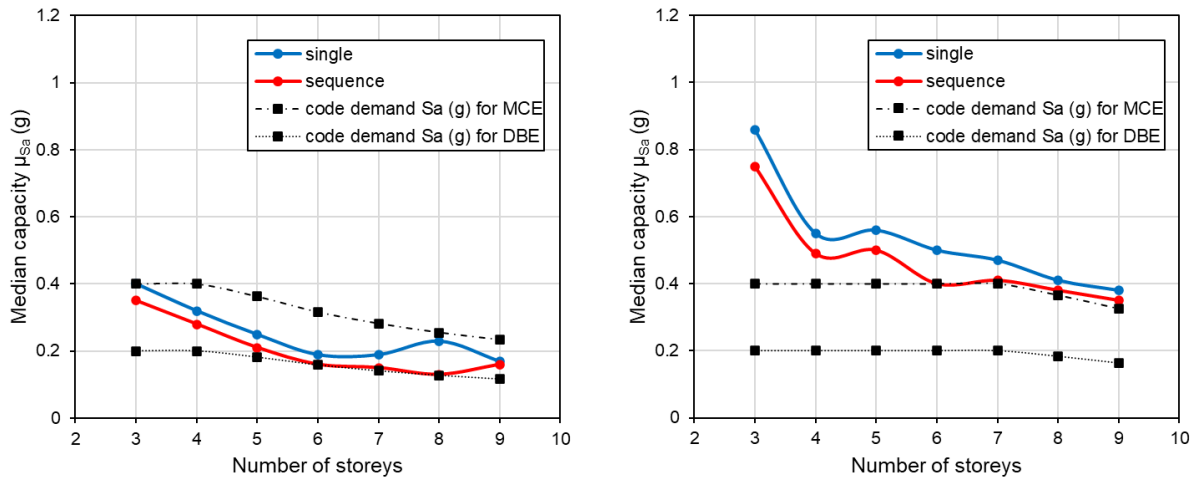 1.2
1
0.8
0.6
0.4
0.2
0
Median capacity μSa (g)
single
sequence
code demand Sa (g) for MCE
code demand Sa (g) for DBE
2 3 4 5 6 7 8 9 10
Number of storeys
1.2
1
0.8
0.6
0.4
0.2
0
Median capacity μSa (g)
single
sequence
code demand Sa (g) for MCE
code demand Sa (g) for DBE
2 3 4 5 6 7 8 9 10
Number of storeys